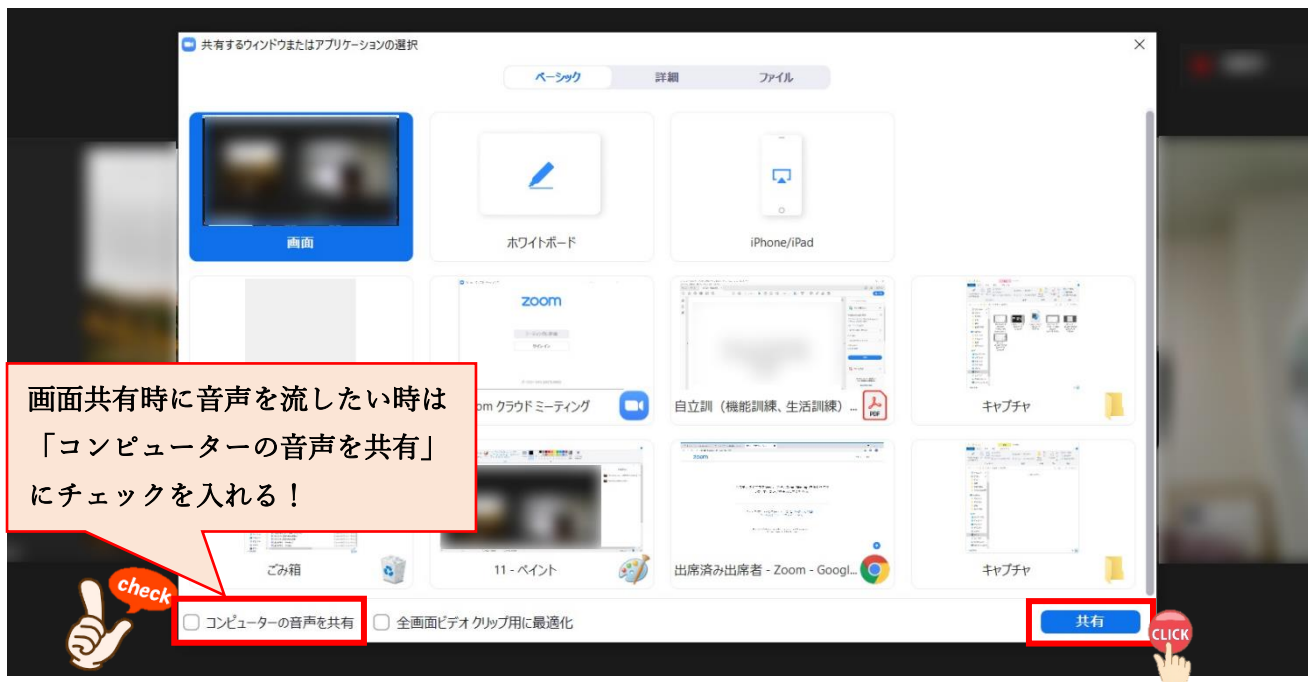 共有するウィンドウまたはアプリケーションの選択
ベーシック 詳細 ファイル
画面 ホワイトボード iPhone/iPad
zoom
画面共有時に音声を流したい時は
「コンピューターの音声を共有」
にチェックを入れる！
om クラウド ミーティング 自立訓（機能訓練、生活訓練）... PDF キャプチャ
zoom
ごみ箱 11 - ペイント 出席済み出席者 - Zoom - Googl... キャプチャ
check
コンピューターの音声を共有 全画面ビデオ クリップ用に最適化 共有
CLICK